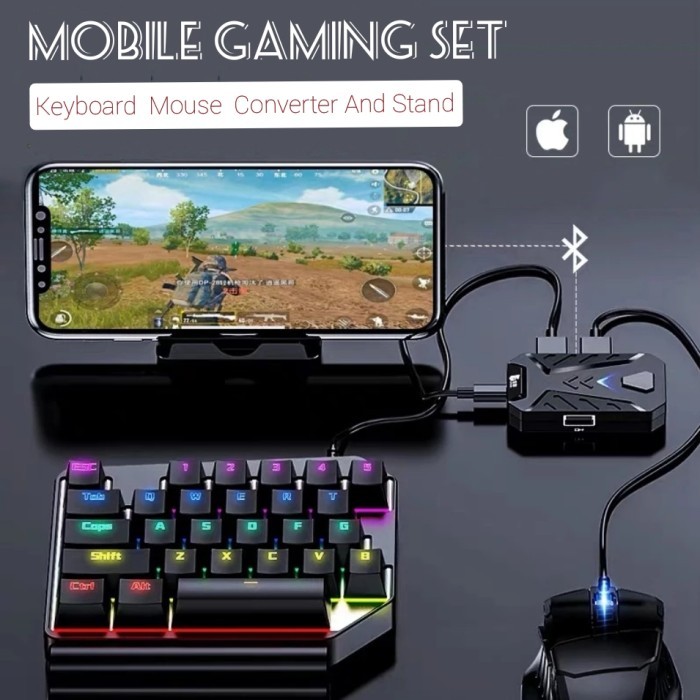 MOBILE GAMING SET
Keyboard Mouse Converter And Stand
ESC 1 2 3 4 5
Tab Q W E R T
Caps A S D F G
Shift Z X C V B
Ctrl Alt